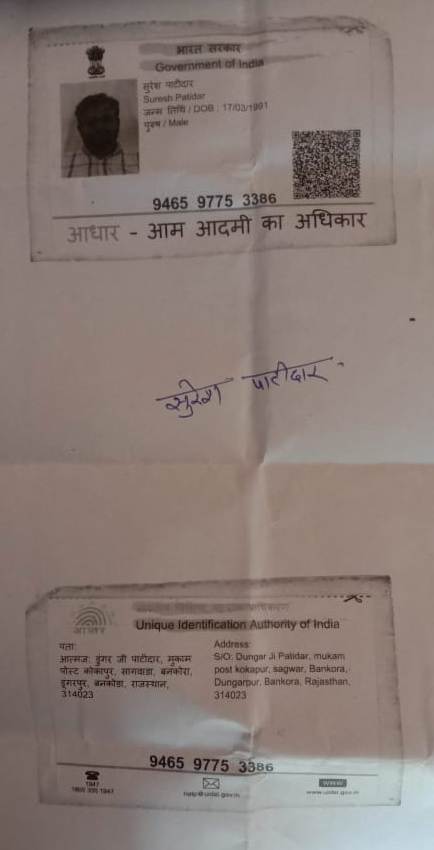 भारत सरकार
Government of India
सुरेश पाटीदार
Suresh Patidar
जन्म तिथि / DOB : 17/03/1991
पुरुष / Male
9465 9775 3386
आधार - आम आदमी का अधिकार
सुरेश पाटीदार
Unique Identification Authority of India
पता:
आत्मज: डुंगर जी पाटीदार, मुकाम
पोस्ट कोकापुर, सागवाडा, बनकोरा,
डुंगरपुर, बनकोडा, राजस्थान,
314023
Address:
S/O: Dungar Ji Patidar, mukam
post kokapur, sagwar, Bankora,
Dungarpur, Bankora, Rajasthan,
314023
9465 9775 3386
1947
1800 1947
help@uidai.gov.in
WWW
www.uidai.gov.in